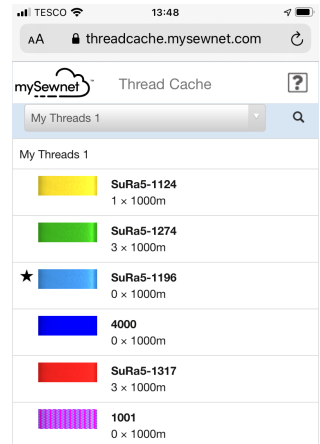 TESCO 13:48
AA threadcache.mysewnet.com
mySewnet™ Thread Cache ?
My Threads 1
My Threads 1
SuRa5-1124
1 × 1000m
SuRa5-1274
3 × 1000m
SuRa5-1196
0 × 1000m
4000
0 × 1000m
SuRa5-1317
3 × 1000m
1001
0 × 1000m